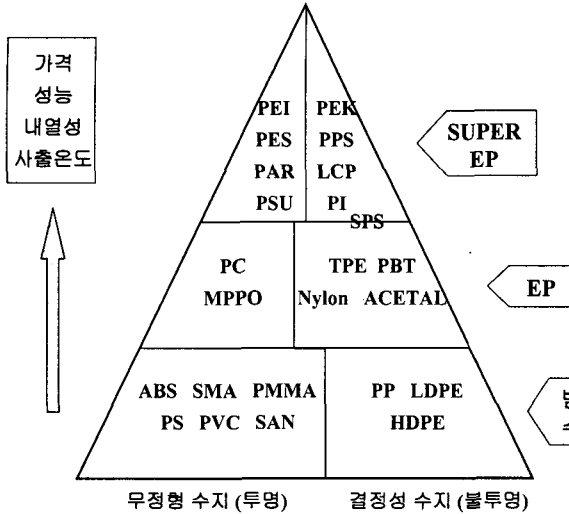 가격
성능
내열성
사출온도
PEI PEK
PES PPS
PAR LCP
PSU PI
SPS
SUPER
EP
PC TPE PBT
MPPO Nylon ACETAL
EP
ABS SMA PMMA PP LDPE
PS PVC SAN HDPE
무정형 수지 (투명) 결정성 수지 (불투명)